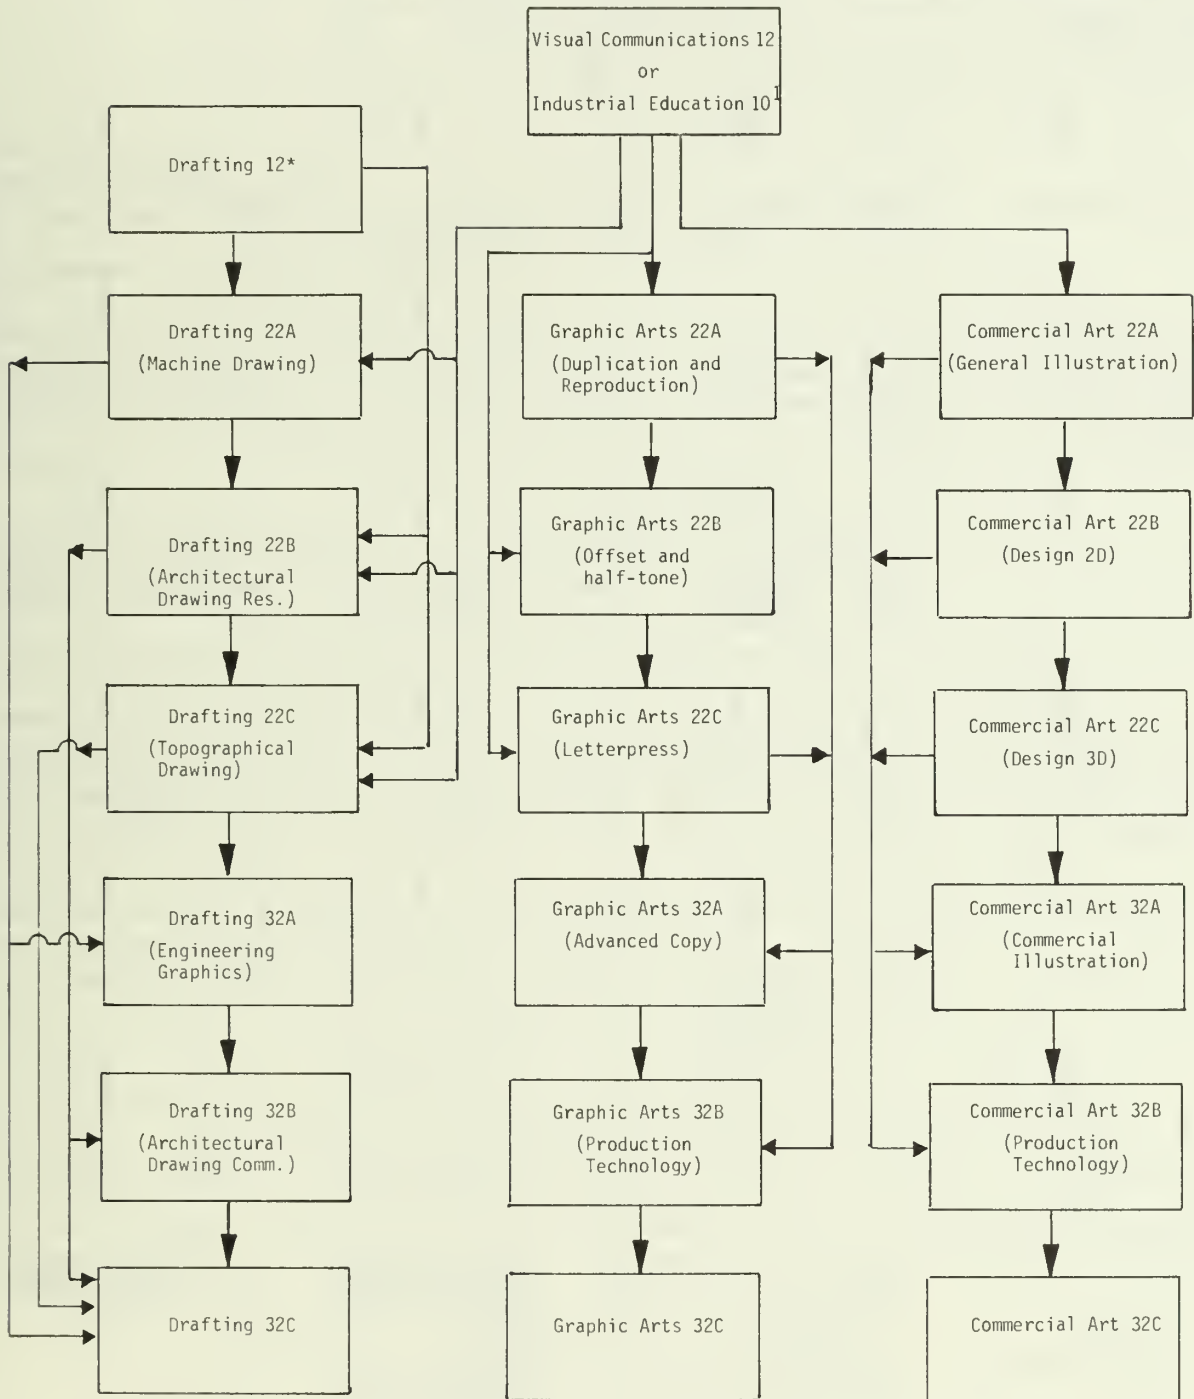 Visual Communications 12
or
Industrial Education 10¹
Drafting 12*
Drafting 22A
(Machine Drawing)
Drafting 22B
(Architectural
Drawing Res.)
Drafting 22C
(Topographical
Drawing)
Drafting 32A
(Engineering
Graphics)
Drafting 32B
(Architectural
Drawing Comm.)
Drafting 32C
Graphic Arts 22A
(Duplication and
Reproduction)
Graphic Arts 22B
(Offset and
half-tone)
Graphic Arts 22C
(Letterpress)
Graphic Arts 32A
(Advanced Copy)
Graphic Arts 32B
(Production
Technology)
Graphic Arts 32C
Commercial Art 22A
(General Illustration)
Commercial Art 22B
(Design 2D)
Commercial Art 22C
(Design 3D)
Commercial Art 32A
(Commercial
Illustration)
Commercial Art 32B
(Production
Technology)
Commercial Art 32C